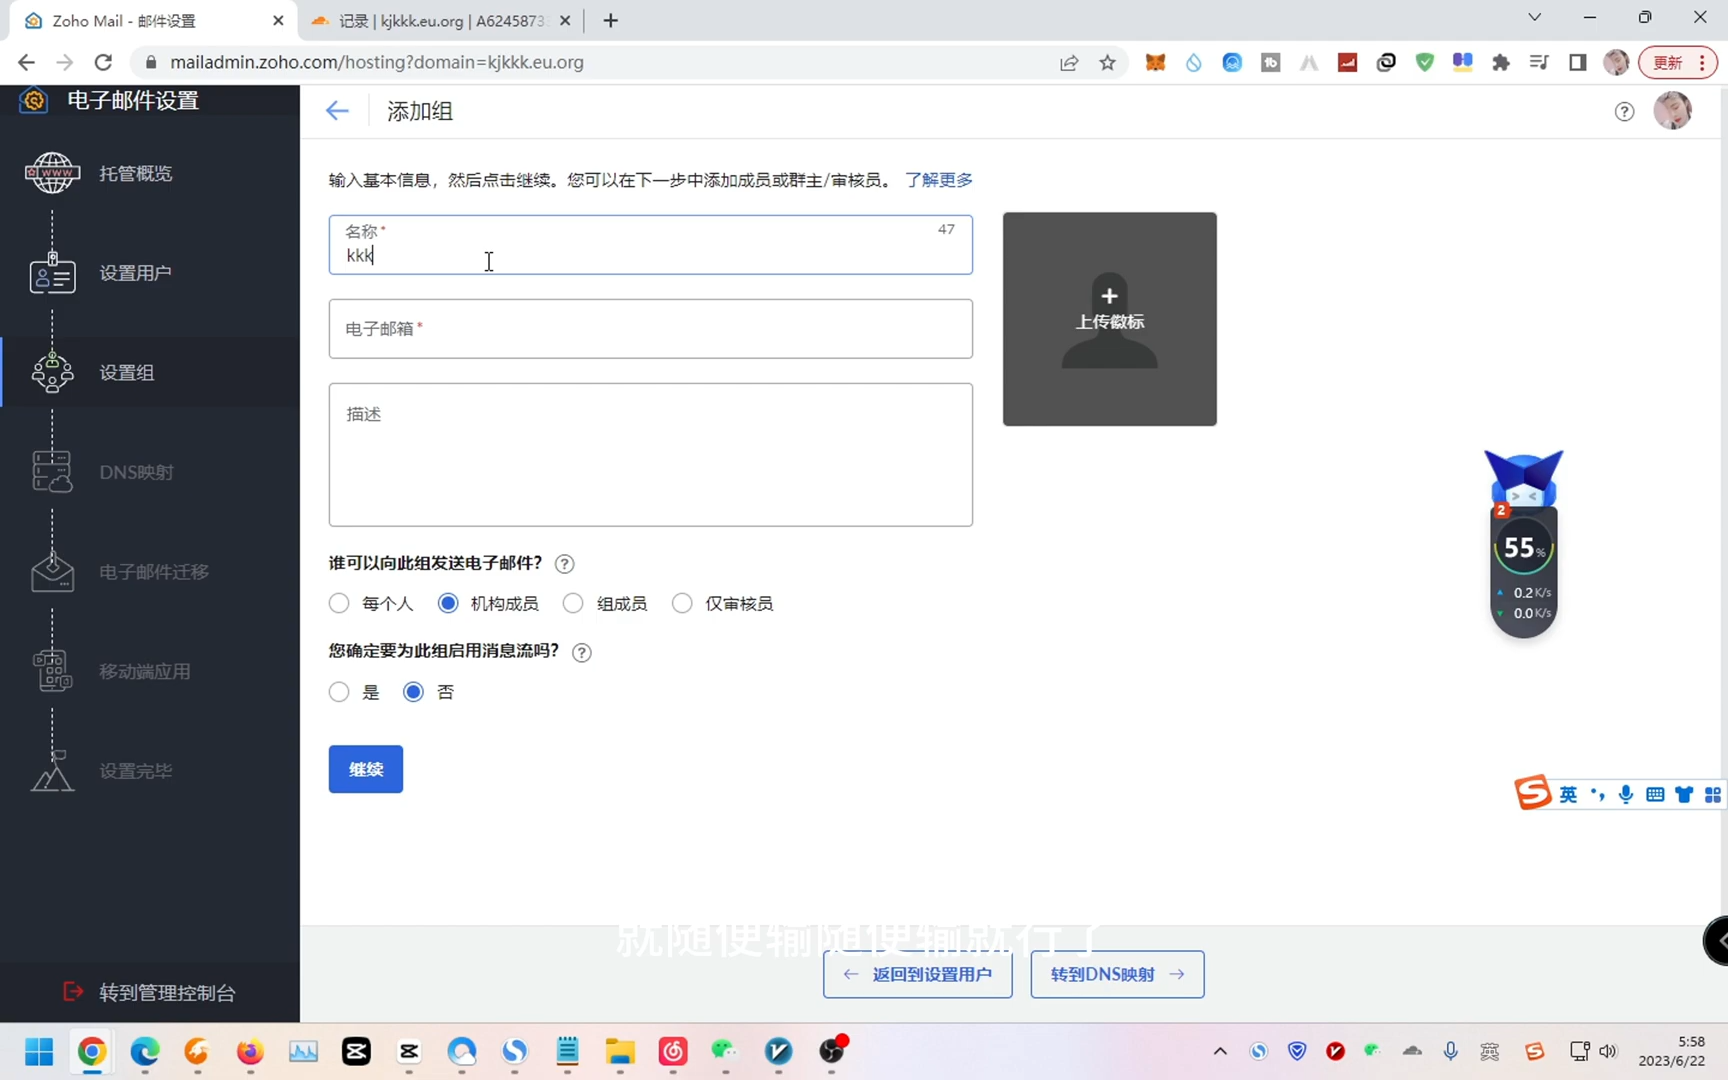 Zoho Mail - 邮件设置
记录 | kjkkk.eu.org | A6245873
mailadmin.zoho.com/hosting?domain=kjkkk.eu.org
更新
电子邮件设置
添加组
托管概览
设置用户
设置组
DNS映射
电子邮件迁移
移动端应用
设置完毕
转到管理控制台
输入基本信息，然后点击继续。您可以在下一步中添加成员或群主/审核员。 了解更多
名称*
47
kkk
电子邮箱*
描述
上传徽标
谁可以向此组发送电子邮件?
每个人 机构成员 组成员 仅审核员
您确定要为此组启用消息流吗?
是 否
继续
2
55%
0.2K/s
0.0K/s
英
就随便输随便输就行了
返回到设置用户
转到DNS映射
英
5:58
2023/6/22